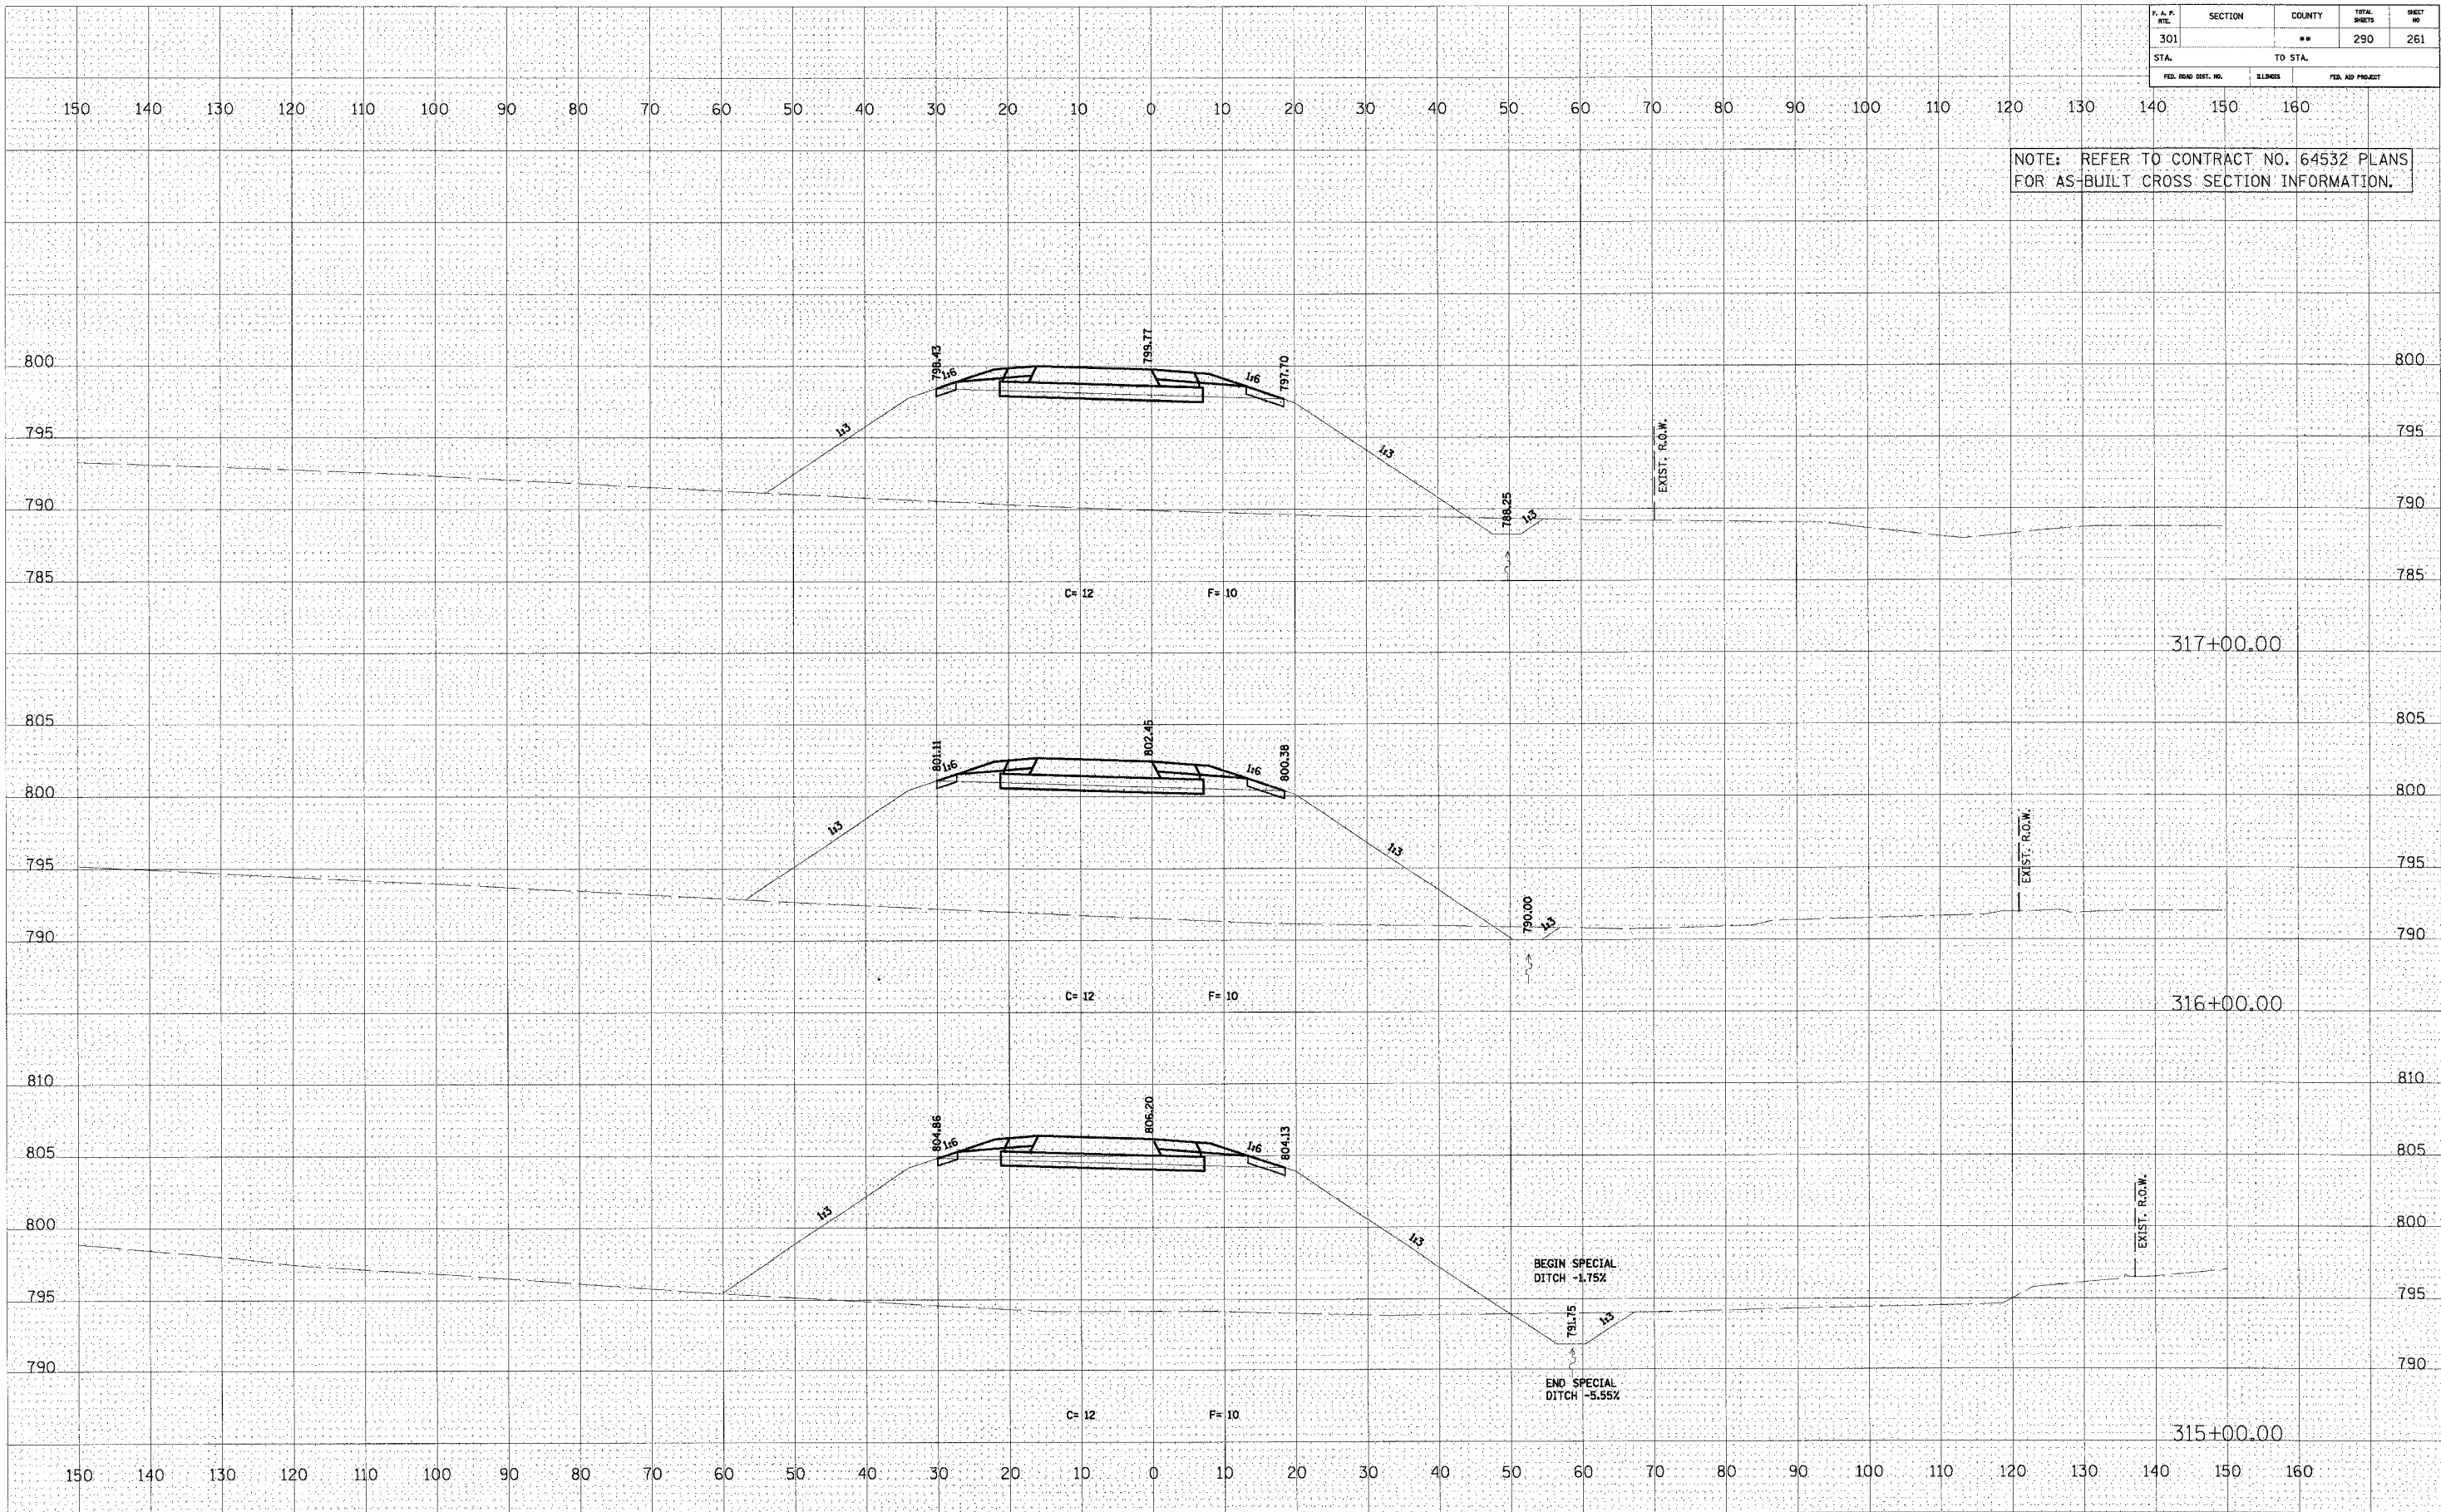 F. A. P. RTE. SECTION COUNTY TOTAL SHEETS SHEET NO
301 ** 290 261
STA. TO STA.
FED. ROAD DIST. NO. ILLINOIS FED. AID PROJECT
150 140 130 120 110 100 90 80 70 60 50 40 30 20 10 0 10 20 30 40 50 60 70 80 90 100 110 120 130 140 150 160
NOTE: REFER TO CONTRACT NO. 64532 PLANS
FOR AS-BUILT CROSS SECTION INFORMATION.
798.43 799.77 797.70
800 1:6 1:6 800
795 1:3 1:3 EXIST. R.O.W. 795
790 788.25 1:3 790
785 785
C= 12 F= 10
317+00.00
805 805
801.11 802.45 800.38
1:6 1:6
800 800
1:3 1:3 EXIST. R.O.W.
795 795
790.00 1:3
790 790
C= 12 F= 10
316+00.00
810 810
804.86 806.20 804.13
1:6 1:6
805 805
1:3 1:3 EXIST. R.O.W.
800 800
BEGIN SPECIAL
DITCH -1.75%
795 795
791.75 1:3
790 790
END SPECIAL
DITCH -5.55%
C= 12 F= 10
315+00.00
150 140 130 120 110 100 90 80 70 60 50 40 30 20 10 0 10 20 30 40 50 60 70 80 90 100 110 120 130 140 150 160